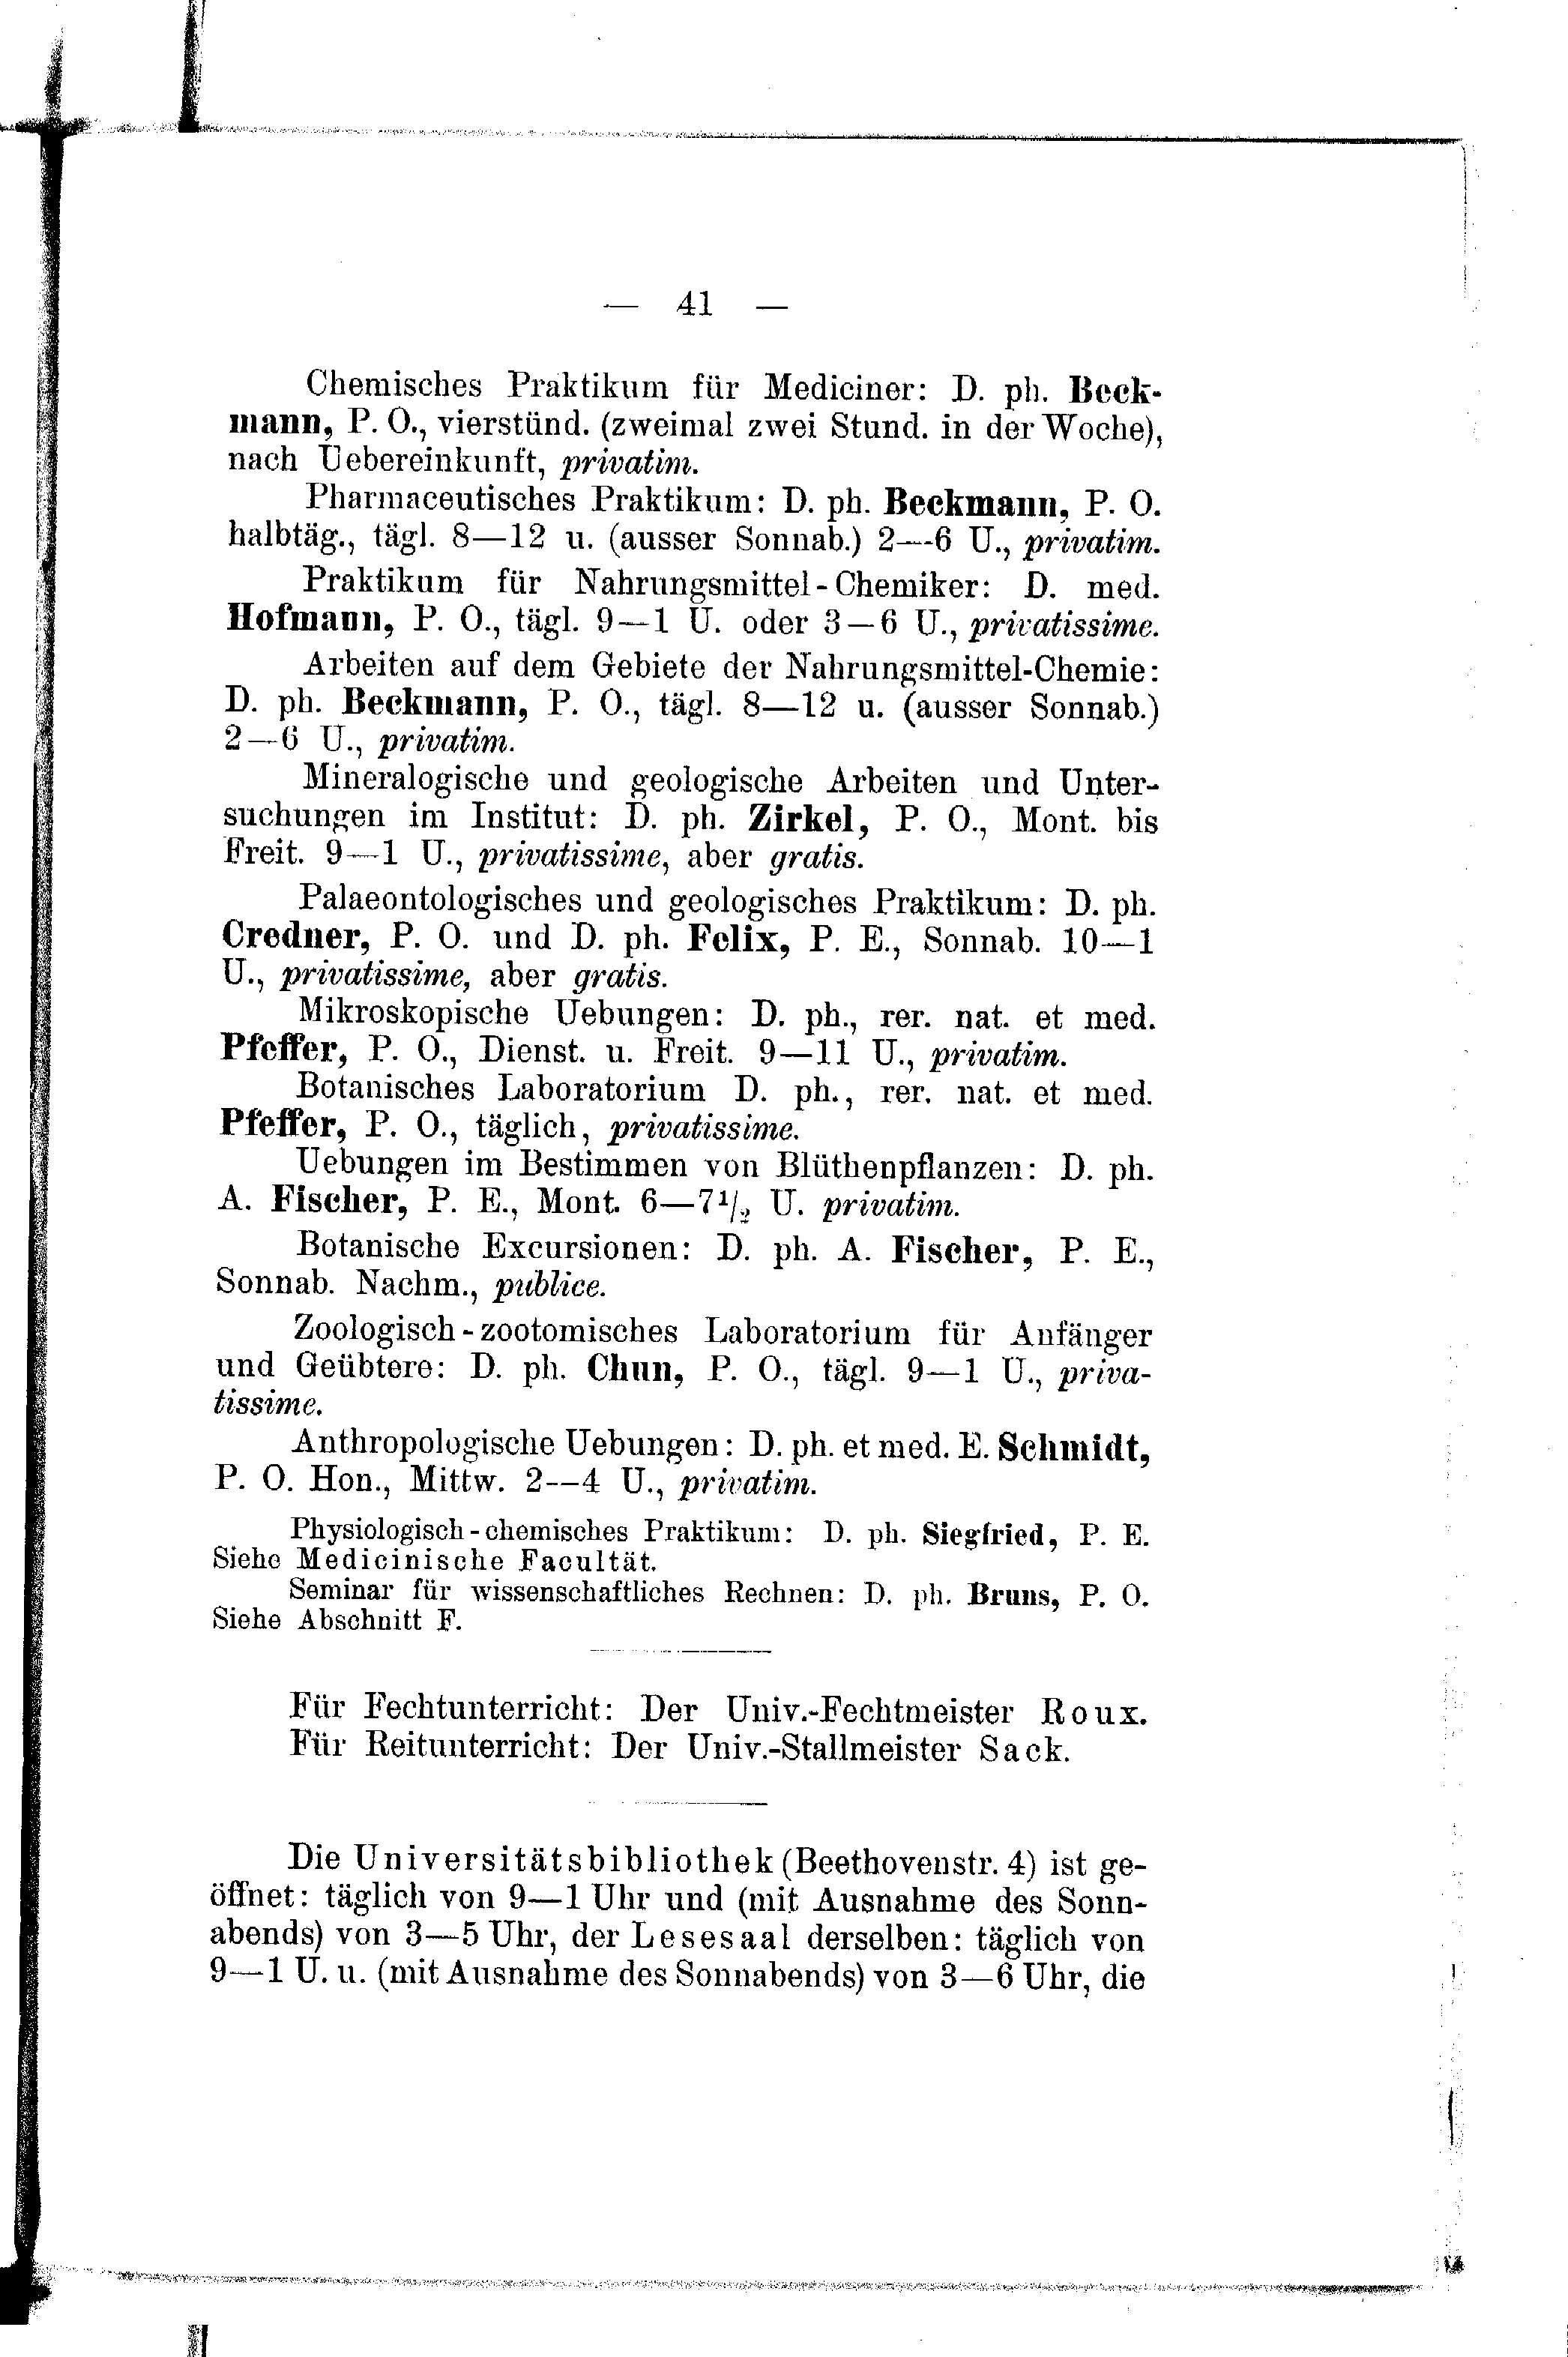 — 41 —
Chemisches Praktikum für Mediciner: D. ph. Beck-
mann, P. O., vierstünd. (zweimal zwei Stund. in der Woche),
nach Uebereinkunft, privatim.
Pharmaceutisches Praktikum: D. ph. Beckmann, P. O.
halbtäg., tägl. 8—12 u. (ausser Sonnab.) 2—6 U., privatim.
Praktikum für Nahrungsmittel-Chemiker: D. med.
Hofmann, P. O., tägl. 9—1 U. oder 3—6 U., privatissime.
Arbeiten auf dem Gebiete der Nahrungsmittel-Chemie:
D. ph. Beckmann, P. O., tägl. 8—12 u. (ausser Sonnab.)
2—6 U., privatim.
Mineralogische und geologische Arbeiten und Unter-
suchungen im Institut: D. ph. Zirkel, P. O., Mont. bis
Freit. 9—1 U., privatissime, aber gratis.
Palaeontologisches und geologisches Praktikum: D. ph.
Credner, P. O. und D. ph. Felix, P. E., Sonnab. 10—1
U., privatissime, aber gratis.
Mikroskopische Uebungen: D. ph., rer. nat. et med.
Pfeffer, P. O., Dienst. u. Freit. 9—11 U., privatim.
Botanisches Laboratorium D. ph., rer. nat. et med.
Pfeffer, P. O., täglich, privatissime.
Uebungen im Bestimmen von Blüthenpflanzen: D. ph.
A. Fischer, P. E., Mont. 6—7 1/2 U. privatim.
Botanische Excursionen: D. ph. A. Fischer, P. E.,
Sonnab. Nachm., publice.
Zoologisch-zootomisches Laboratorium für Anfänger
und Geübtere: D. ph. Chun, P. O., tägl. 9—1 U., priva-
tissime.
Anthropologische Uebungen: D. ph. et med. E. Schmidt,
P. O. Hon., Mittw. 2—4 U., privatim.
Physiologisch-chemisches Praktikum: D. ph. Siegfried, P. E.
Siehe Medicinische Facultät.
Seminar für wissenschaftliches Rechnen: D. ph. Bruns, P. O.
Siehe Abschnitt F.
Für Fechtunterricht: Der Univ.-Fechtmeister Roux.
Für Reitunterricht: Der Univ.-Stallmeister Sack.
Die Universitätsbibliothek (Beethovenstr. 4) ist ge-
öffnet: täglich von 9—1 Uhr und (mit Ausnahme des Sonn-
abends) von 3—5 Uhr, der Lesesaal derselben: täglich von
9—1 U. u. (mit Ausnahme des Sonnabends) von 3—6 Uhr, die